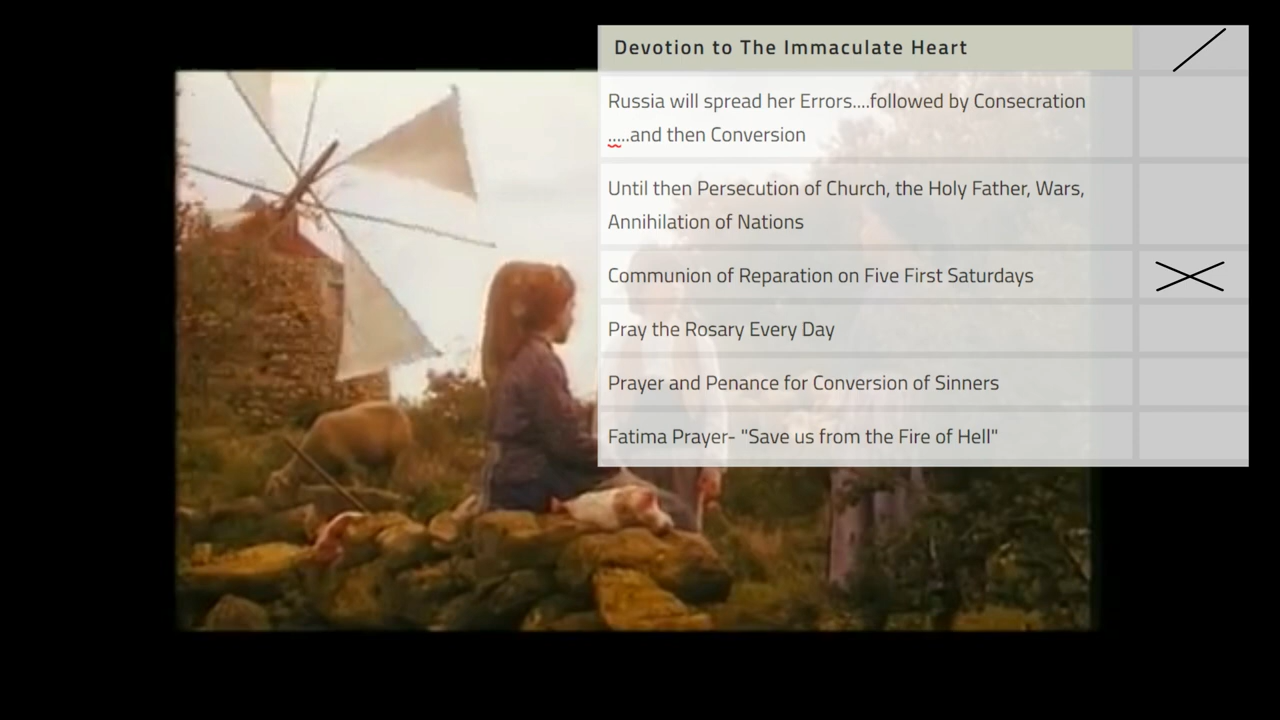 Devotion to The Immaculate Heart
Russia will spread her Errors....followed by Consecration
.....and then Conversion
Until then Persecution of Church, the Holy Father, Wars,
Annihilation of Nations
Communion of Reparation on Five First Saturdays
Pray the Rosary Every Day
Prayer and Penance for Conversion of Sinners
Fatima Prayer- "Save us from the Fire of Hell"